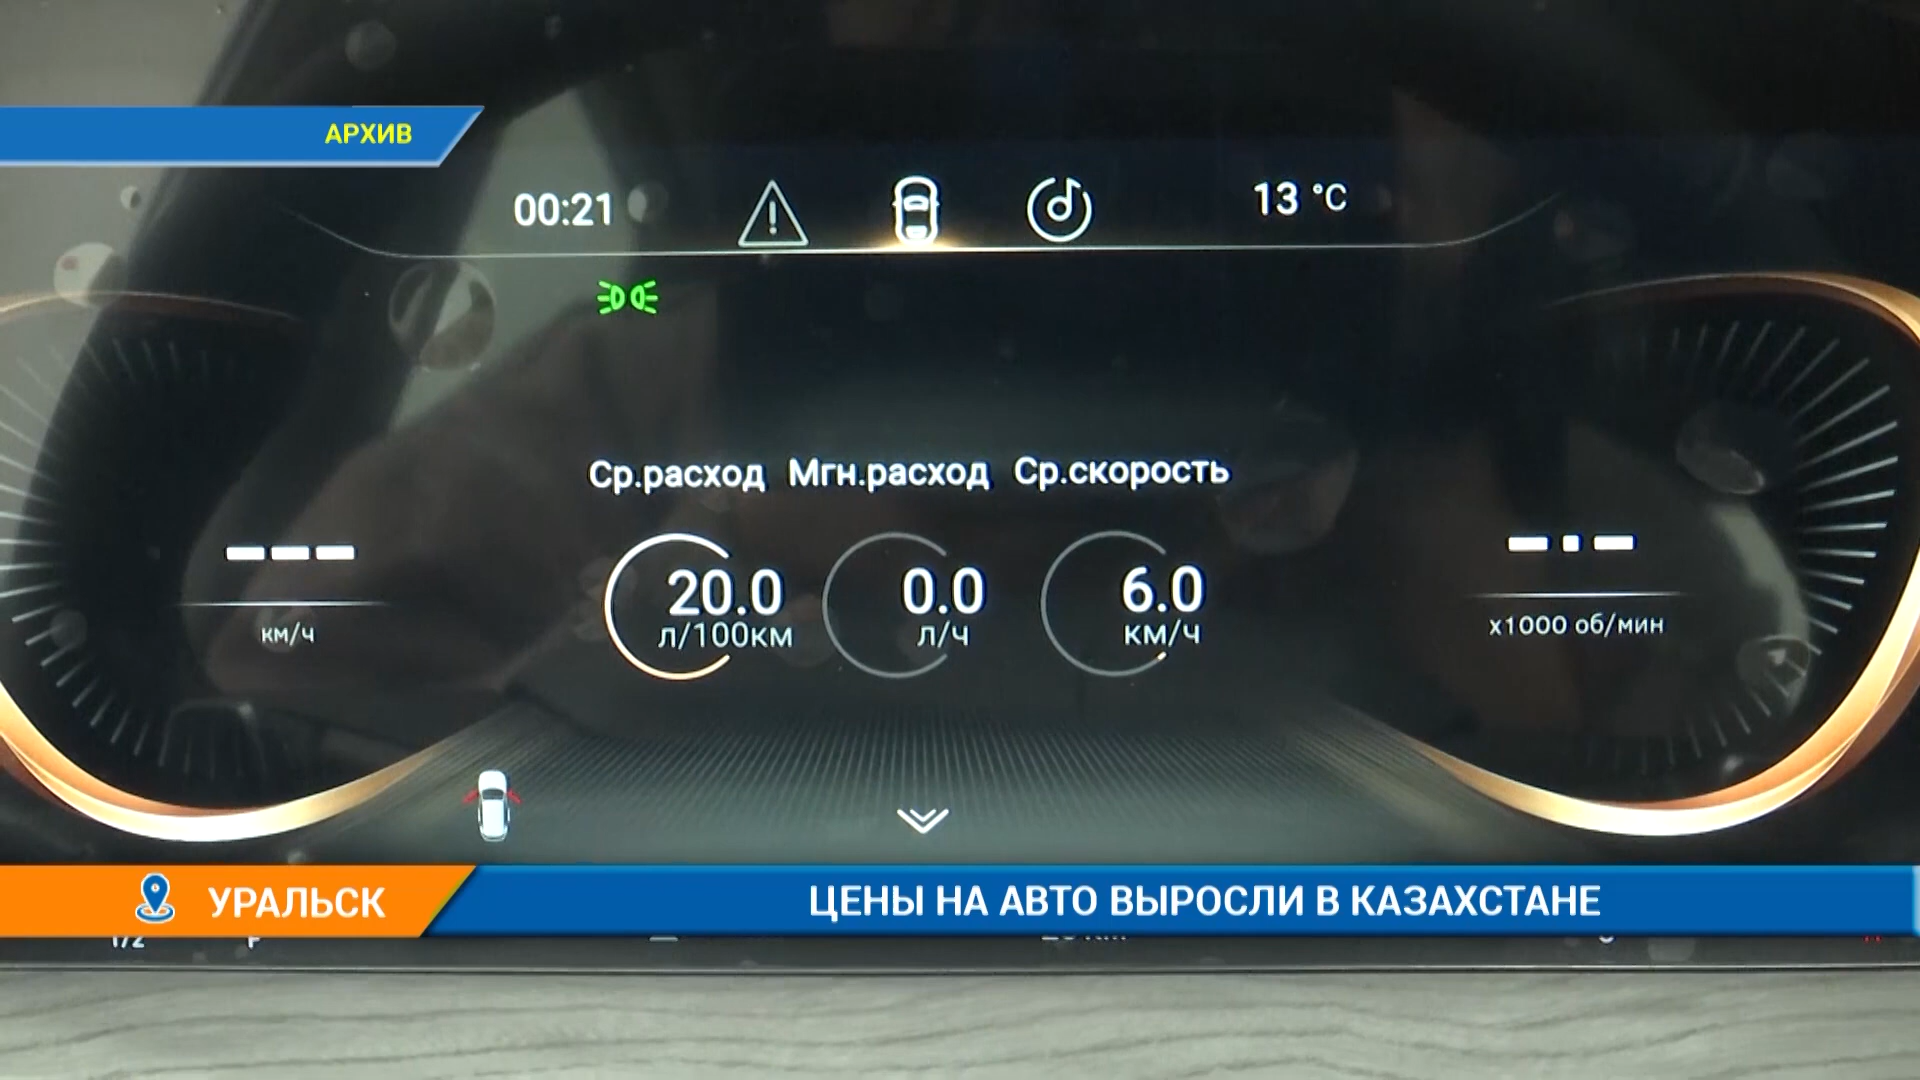 АРХИВ
00:21
13 °C
Ср.расход Мгн.расход Ср.скорость
20.0 0.0 6.0
л/100км л/ч км/ч
км/ч
x1000 об/мин
УРАЛЬСК
ЦЕНЫ НА АВТО ВЫРОСЛИ В КАЗАХСТАНЕ